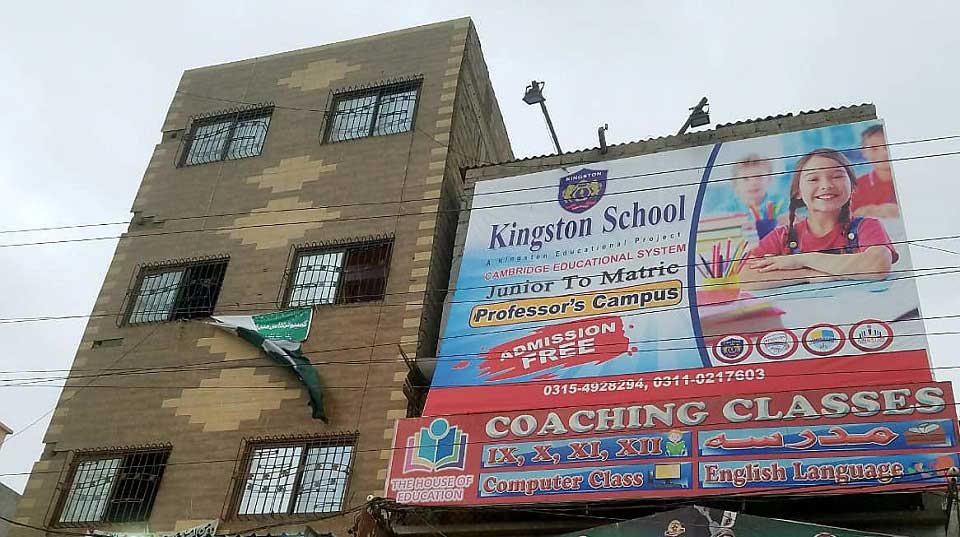 KINGSTON
Kingston School
A Kingston Educational Project
CAMBRIDGE EDUCATIONAL SYSTEM
Junior To Matric
Professor's Campus
ADMISSION
FREE
0315-4928294, 0311-0217603
COACHING CLASSES
IX, X, XI, XII
مدرسه
Computer Class
English Language
THE HOUSE OF
EDUCATION